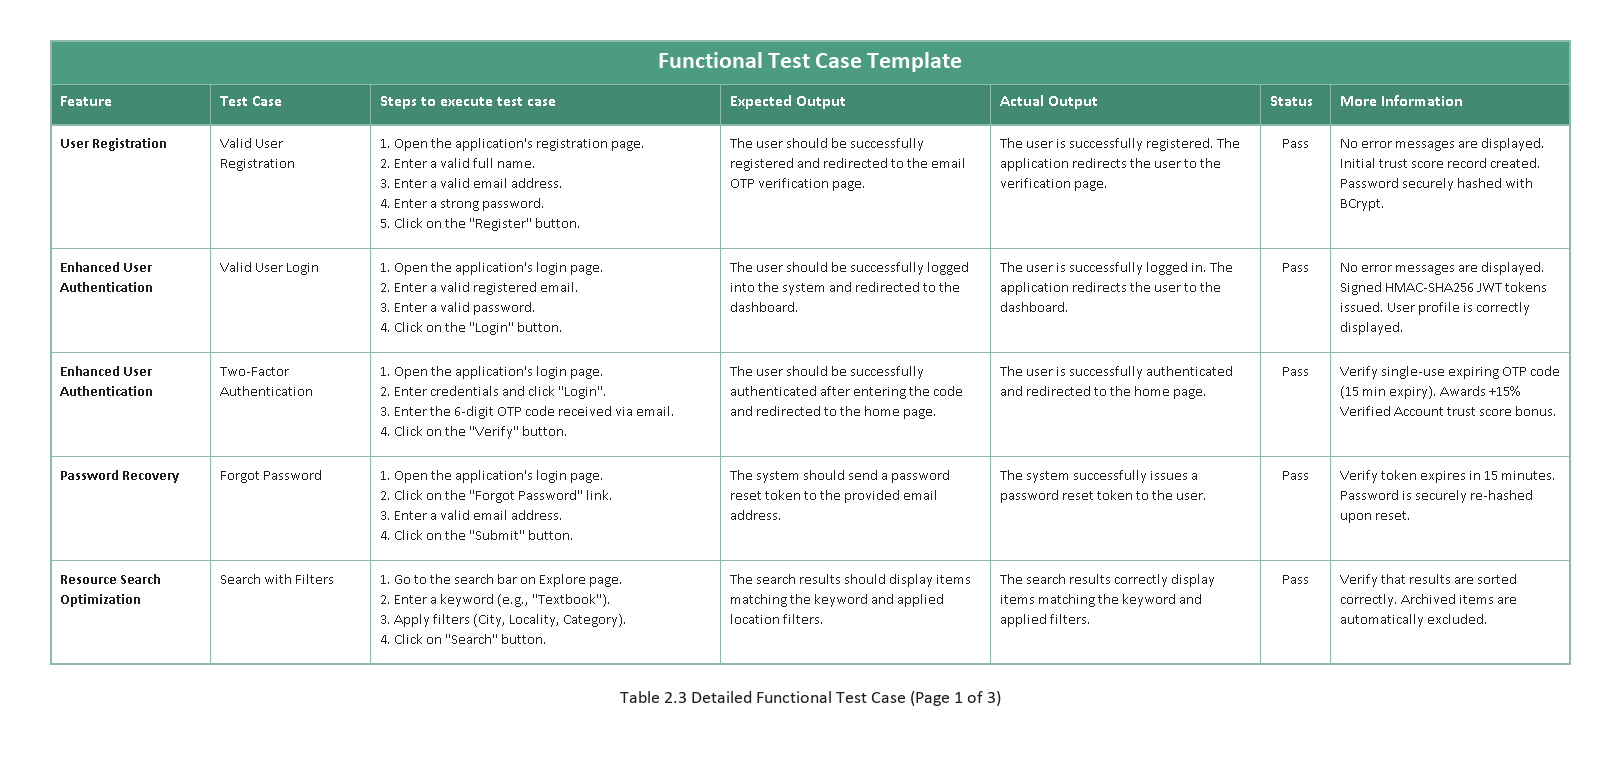 Functional Test Case Template
Feature
Test Case
Steps to execute test case
Expected Output
Actual Output
Status
More Information
User Registration
Valid User
Registration
1. Open the application's registration page.
2. Enter a valid full name.
3. Enter a valid email address.
4. Enter a strong password.
5. Click on the "Register" button.
The user should be successfully
registered and redirected to the email
OTP verification page.
The user is successfully registered. The
application redirects the user to the
verification page.
Pass
No error messages are displayed.
Initial trust score record created.
Password securely hashed with
BCrypt.
Enhanced User
Authentication
Valid User Login
1. Open the application's login page.
2. Enter a valid registered email.
3. Enter a valid password.
4. Click on the "Login" button.
The user should be successfully logged
into the system and redirected to the
dashboard.
The user is successfully logged in. The
application redirects the user to the
dashboard.
Pass
No error messages are displayed.
Signed HMAC-SHA256 JWT tokens
issued. User profile is correctly
displayed.
Enhanced User
Authentication
Two-Factor
Authentication
1. Open the application's login page.
2. Enter credentials and click "Login".
3. Enter the 6-digit OTP code received via email.
4. Click on the "Verify" button.
The user should be successfully
authenticated after entering the code
and redirected to the home page.
The user is successfully authenticated
and redirected to the home page.
Pass
Verify single-use expiring OTP code
(15 min expiry). Awards +15%
Verified Account trust score bonus.
Password Recovery
Forgot Password
1. Open the application's login page.
2. Click on the "Forgot Password" link.
3. Enter a valid email address.
4. Click on the "Submit" button.
The system should send a password
reset token to the provided email
address.
The system successfully issues a
password reset token to the user.
Pass
Verify token expires in 15 minutes.
Password is securely re-hashed
upon reset.
Resource Search
Optimization
Search with Filters
1. Go to the search bar on Explore page.
2. Enter a keyword (e.g., "Textbook").
3. Apply filters (City, Locality, Category).
4. Click on "Search" button.
The search results should display items
matching the keyword and applied
location filters.
The search results correctly display
items matching the keyword and
applied filters.
Pass
Verify that results are sorted
correctly. Archived items are
automatically excluded.
Table 2.3 Detailed Functional Test Case (Page 1 of 3)